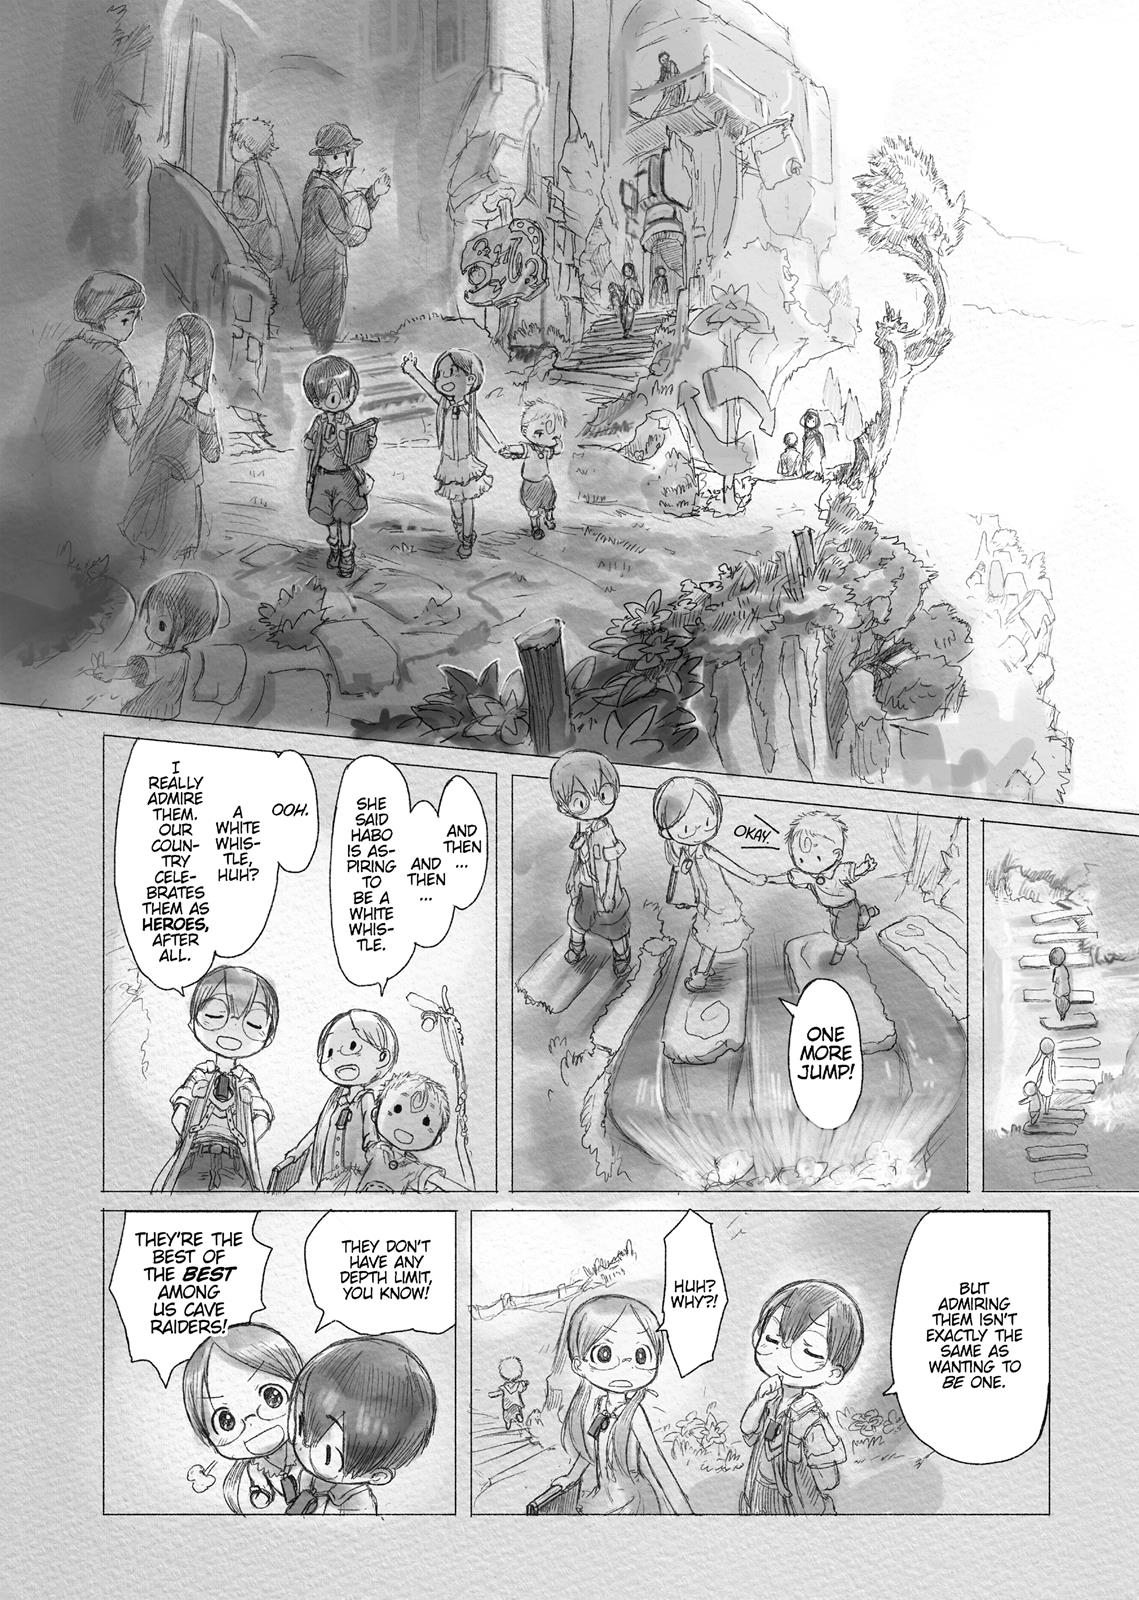 ONE
MORE
JUMP!
OKAY.
AND
THEN
...
AND
THEN
...
SHE
SAID
HABO
IS AS-
PIRING
TO
BE A
WHITE
WHIS-
TLE.
OOH.
A
WHITE
WHIS-
TLE,
HUH?
I
REALLY
ADMIRE
THEM.
OUR
COUN-
TRY
CELE-
BRATES
THEM AS
HEROES,
AFTER
ALL.
BUT
ADMIRING
THEM ISN'T
EXACTLY THE
SAME AS
WANTING TO
BE ONE.
HUH?
WHY?!
THEY DON'T
HAVE ANY
DEPTH LIMIT,
YOU KNOW!
THEY'RE THE
BEST OF
THE BEST
AMONG
US CAVE
RAIDERS!